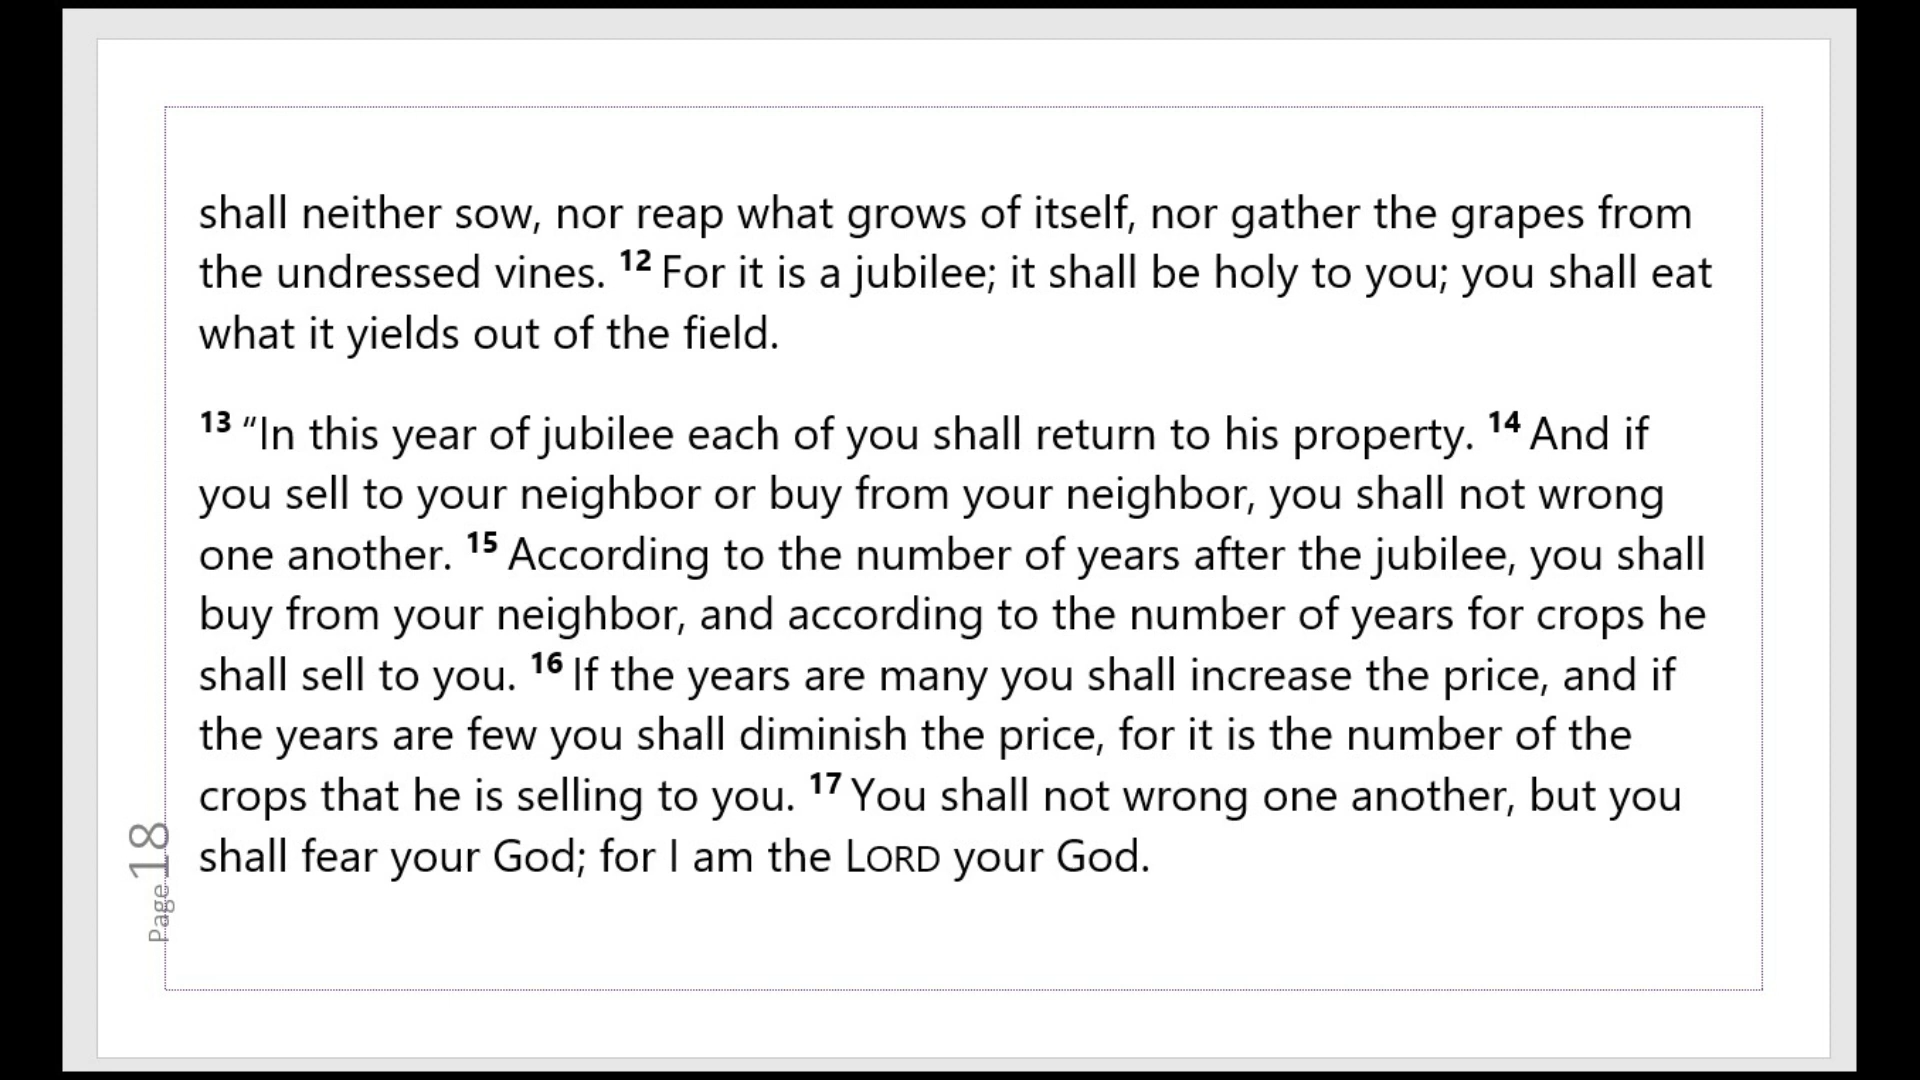 shall neither sow, nor reap what grows of itself, nor gather the grapes from
the undressed vines. 12 For it is a jubilee; it shall be holy to you; you shall eat
what it yields out of the field.
13 “In this year of jubilee each of you shall return to his property. 14 And if
you sell to your neighbor or buy from your neighbor, you shall not wrong
one another. 15 According to the number of years after the jubilee, you shall
buy from your neighbor, and according to the number of years for crops he
shall sell to you. 16 If the years are many you shall increase the price, and if
the years are few you shall diminish the price, for it is the number of the
crops that he is selling to you. 17 You shall not wrong one another, but you
shall fear your God; for I am the LORD your God.
Page 18